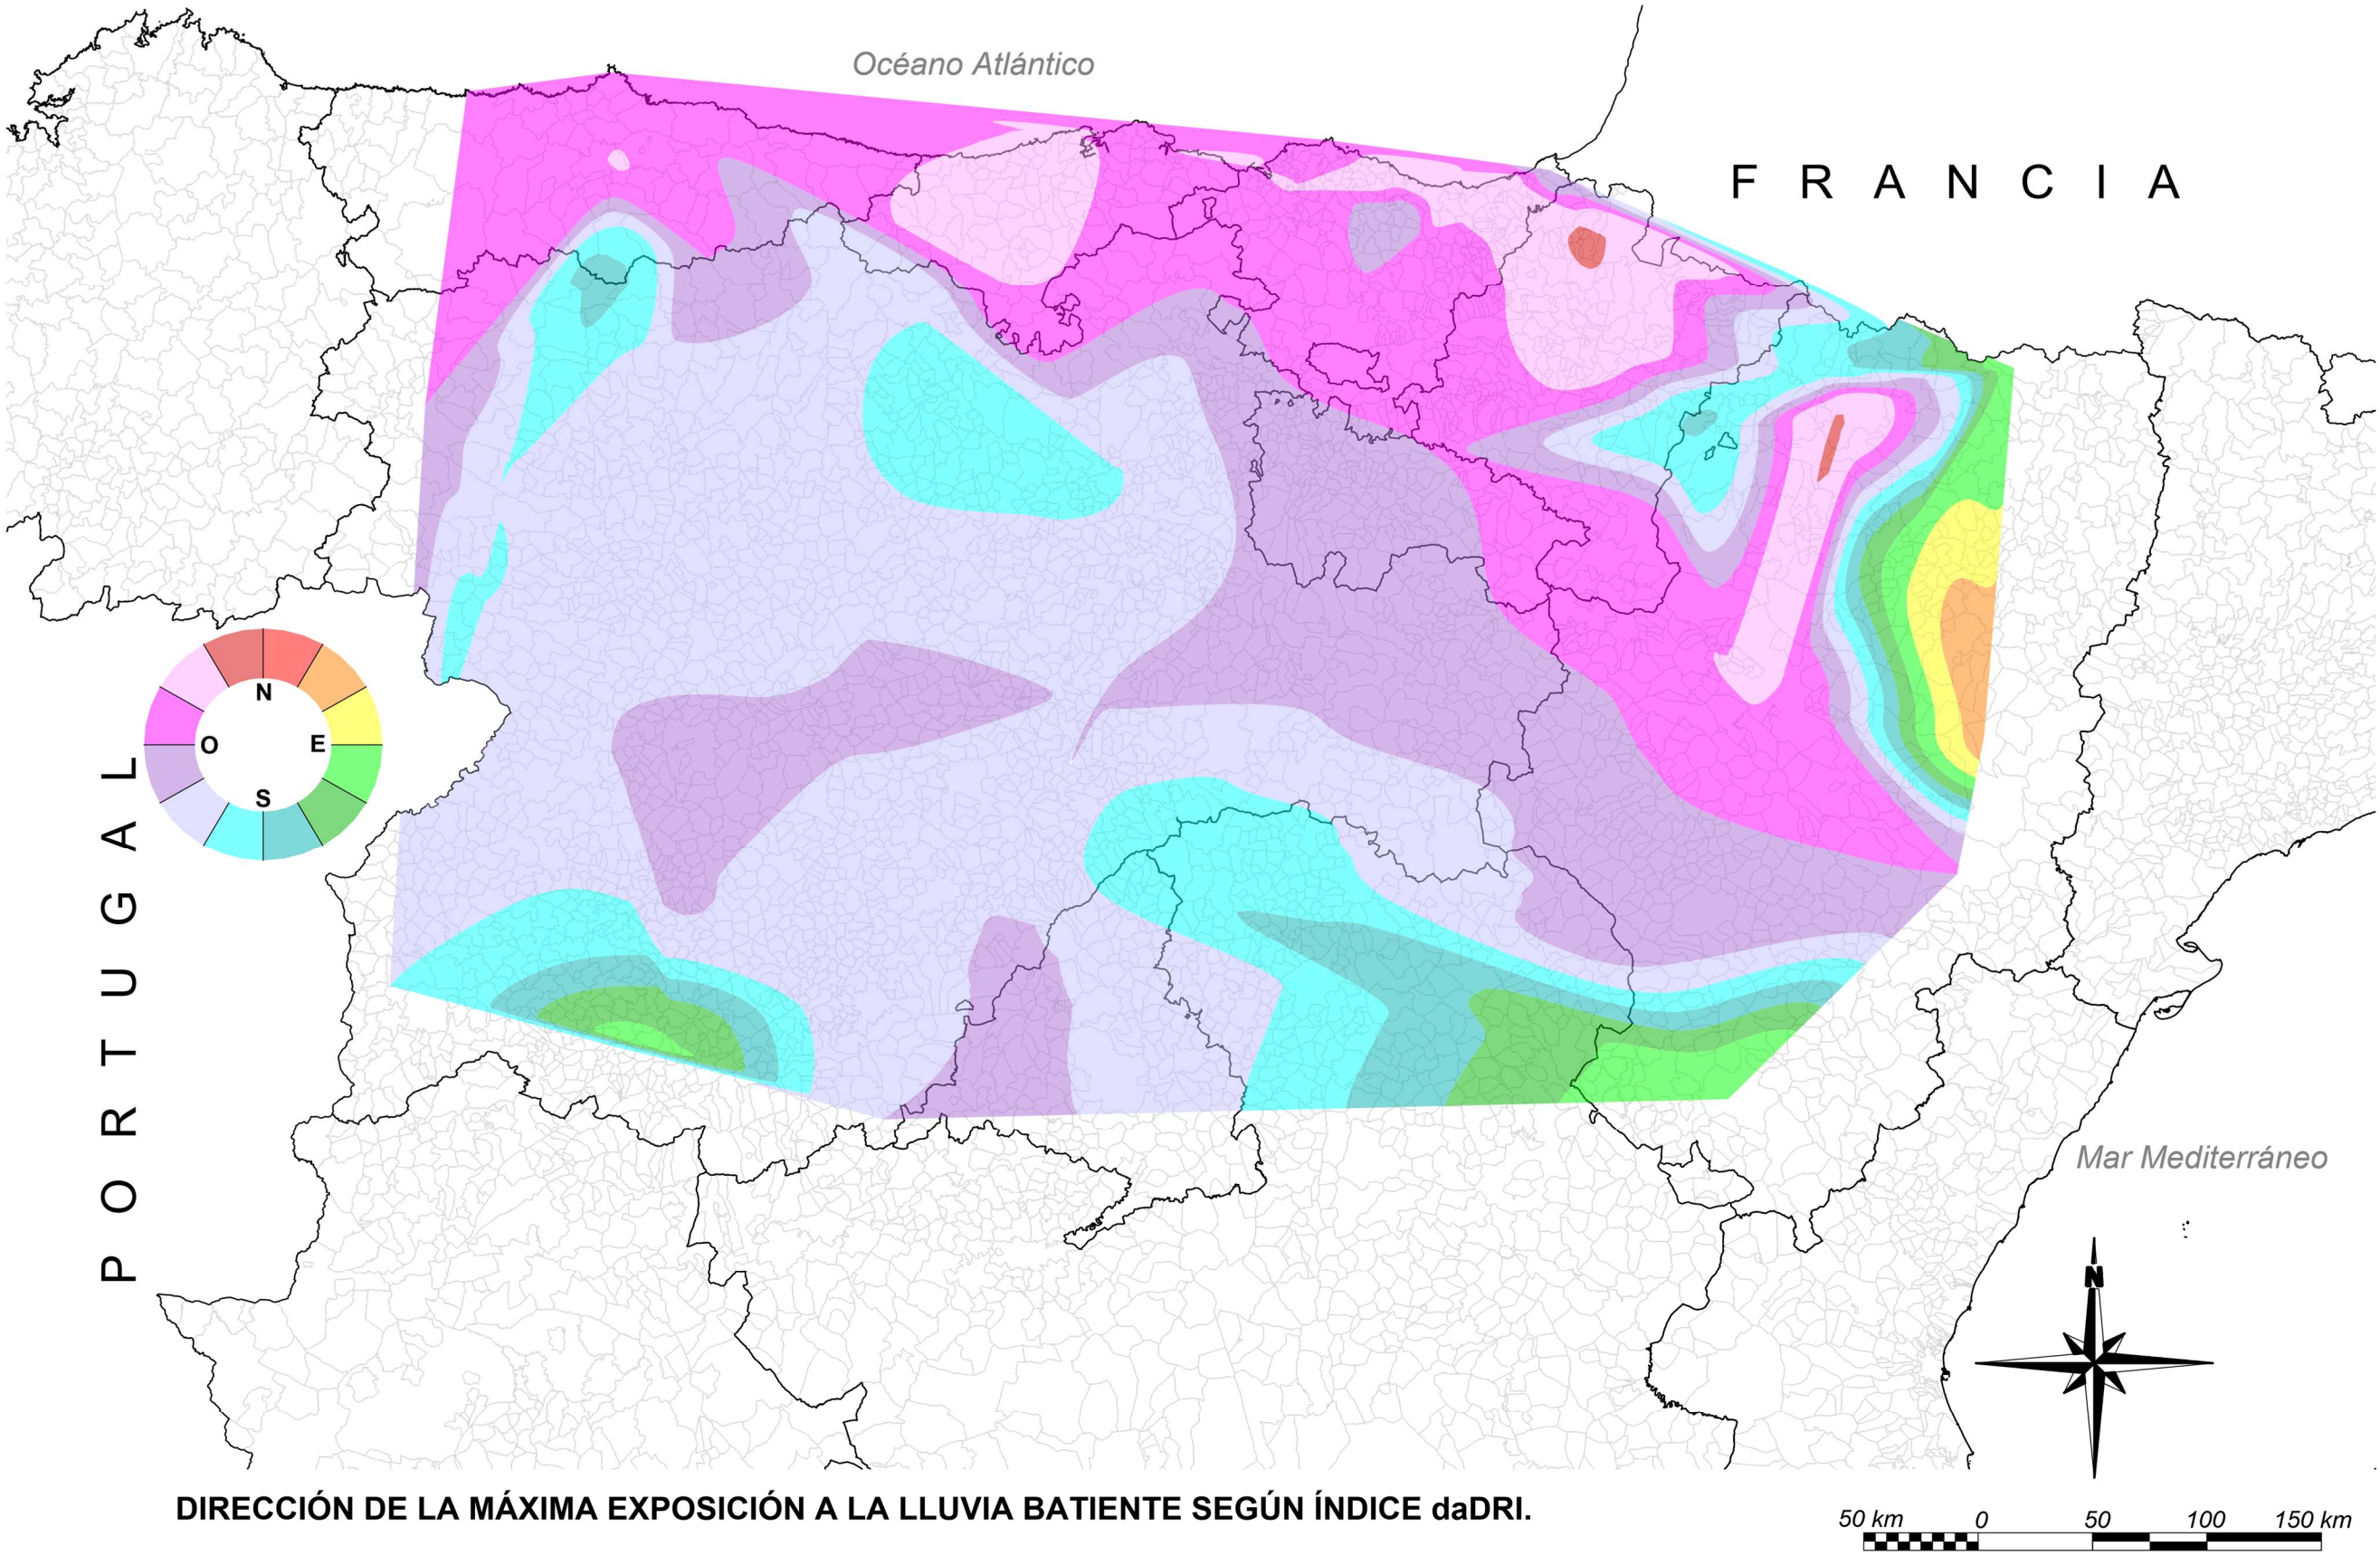 Océano Atlántico
FRANCIA
PORTUGAL
N
O
E
S
Mar Mediterráneo
N
DIRECCIÓN DE LA MÁXIMA EXPOSICIÓN A LA LLUVIA BATIENTE SEGÚN ÍNDICE daDRI.
50 km 0 50 100 150 km